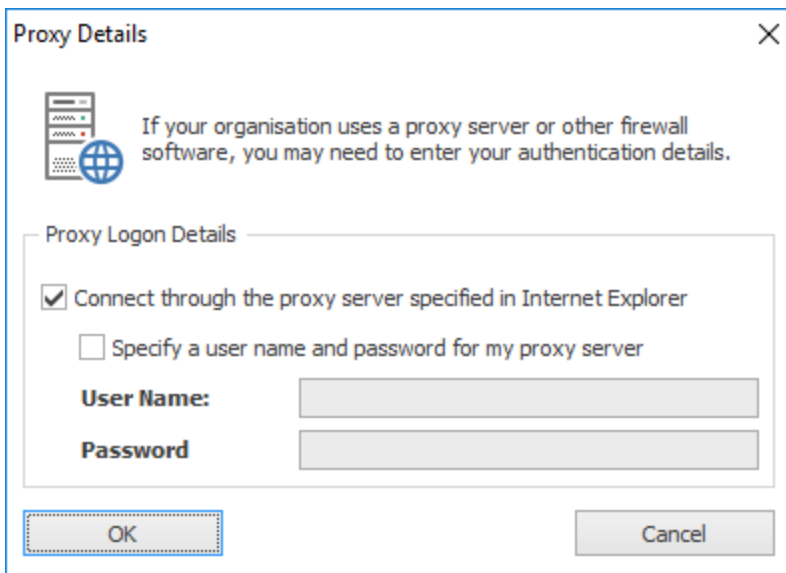 Proxy Details
If your organisation uses a proxy server or other firewall
software, you may need to enter your authentication details.
Proxy Logon Details
Connect through the proxy server specified in Internet Explorer
Specify a user name and password for my proxy server
User Name:
Password
OK
Cancel